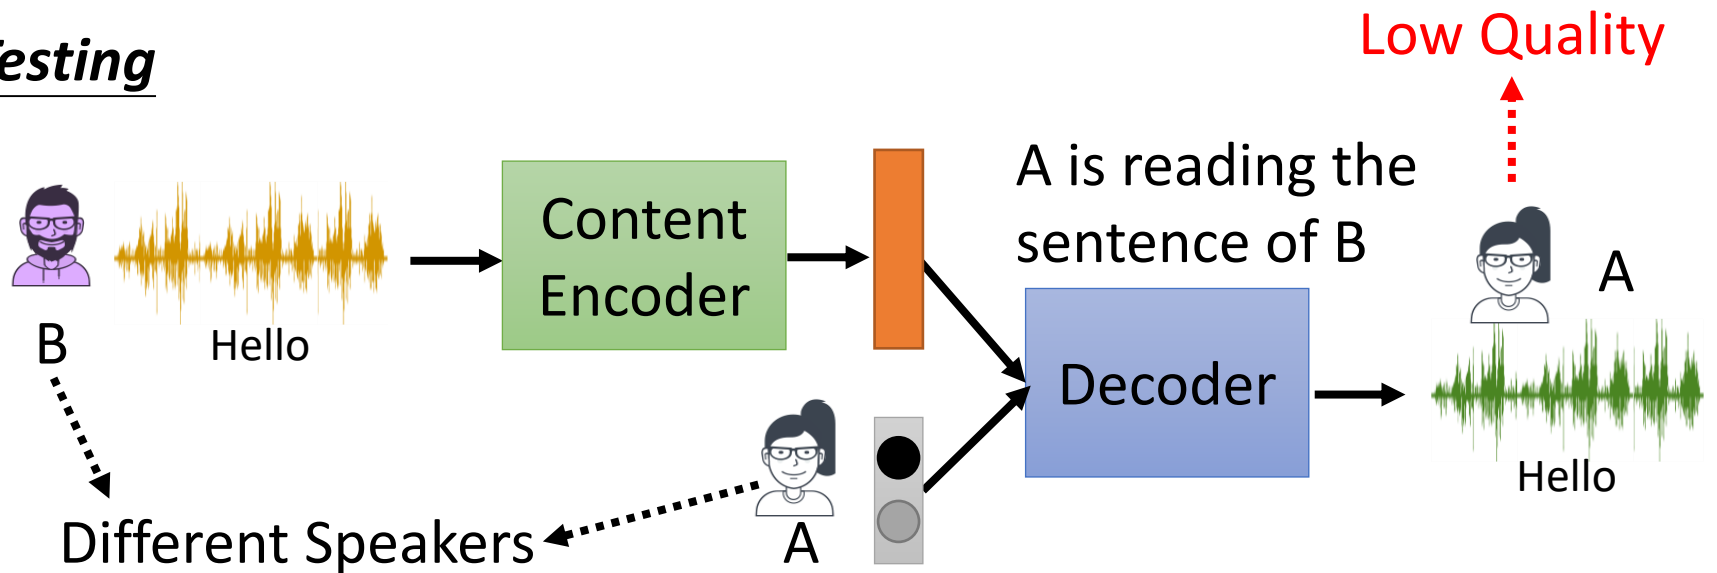 Low Quality
esting
A is reading the
sentence of B
Content
Encoder
A
B
Hello
Decoder
Hello
Different Speakers
A